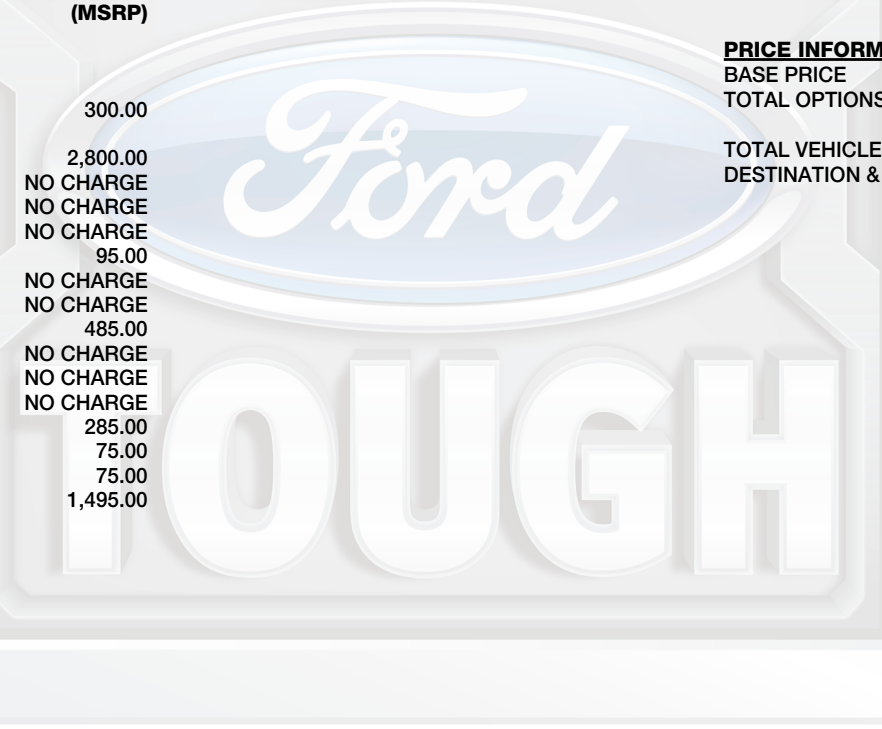 (MSRP)
300.00
2,800.00
NO CHARGE
NO CHARGE
NO CHARGE
95.00
NO CHARGE
NO CHARGE
485.00
NO CHARGE
NO CHARGE
NO CHARGE
285.00
75.00
75.00
1,495.00
PRICE INFORM
BASE PRICE
TOTAL OPTIONS
TOTAL VEHICLE
DESTINATION &
Ford
TOUGH